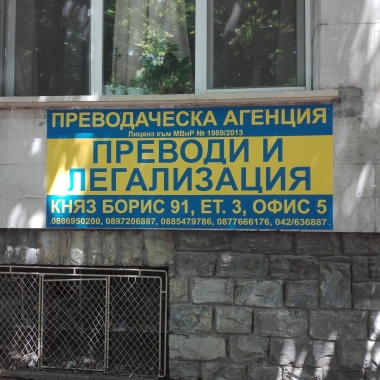 ПРЕВОДАЧЕСКА АГЕНЦИЯ
Лиценз към МВнР № 1969/2013
ПРЕВОДИ И
ЛЕГАЛИЗАЦИЯ
КНЯЗ БОРИС 91, ЕТ. 3, ОФИС 5
0886950200, 0897206887, 0885479786, 0877666176, 042/636887